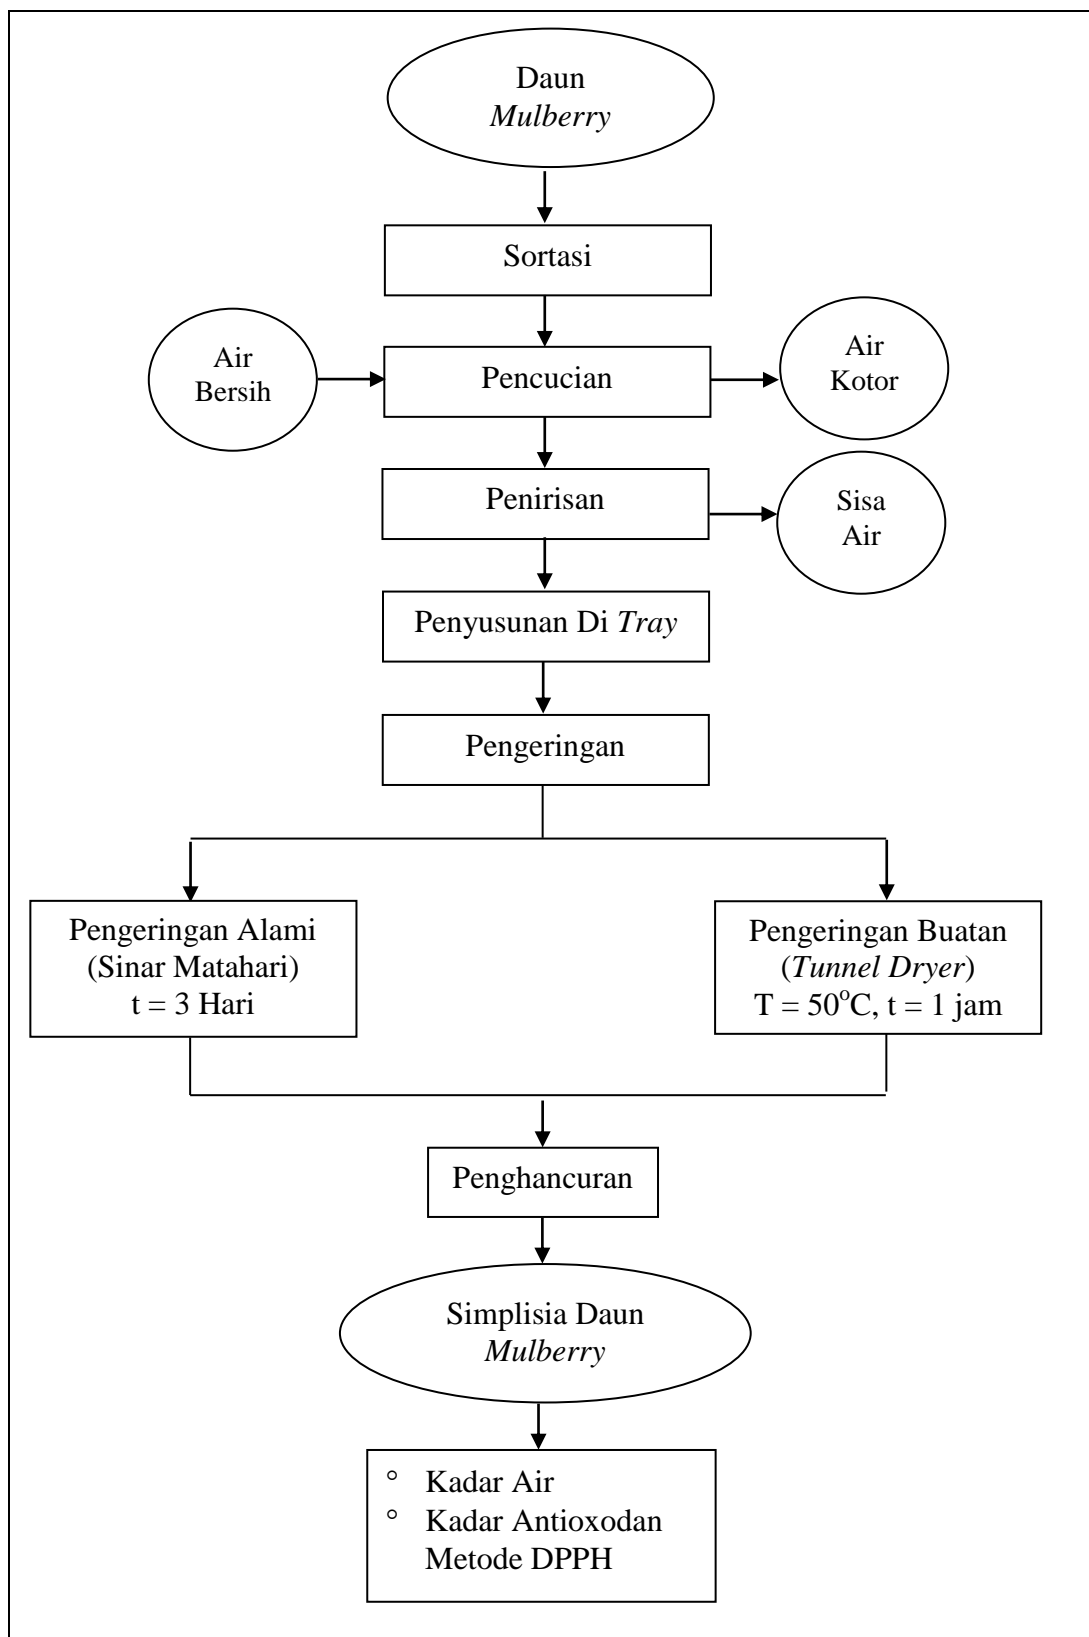 Daun
Mulberry
Sortasi
Air
Bersih
Pencucian
Air
Kotor
Penirisan
Sisa
Air
Penyusunan Di Tray
Pengeringan
Pengeringan Alami
(Sinar Matahari)
t = 3 Hari
Pengeringan Buatan
(Tunnel Dryer)
T = 50°C, t = 1 jam
Penghancuran
Simplisia Daun
Mulberry
° Kadar Air
° Kadar Antioxodan
Metode DPPH